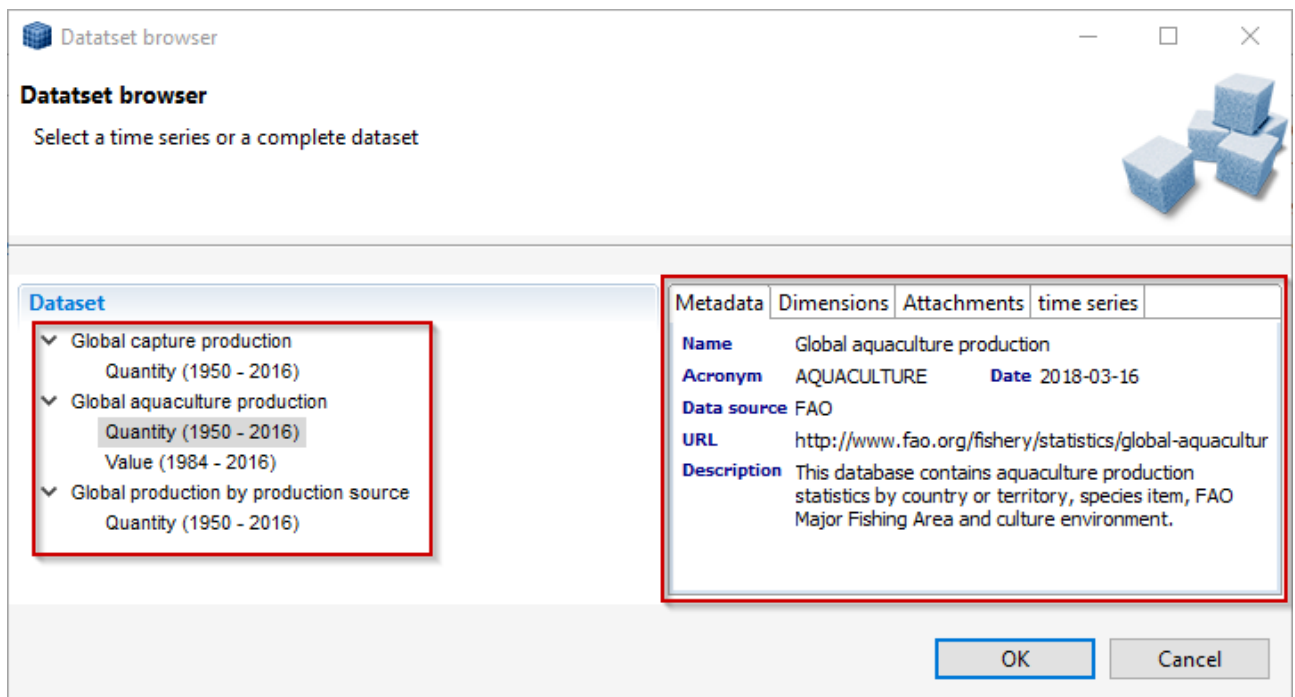 Datatset browser
Datatset browser
Select a time series or a complete dataset
Dataset
Global capture production
Quantity (1950 - 2016)
Global aquaculture production
Quantity (1950 - 2016)
Value (1984 - 2016)
Global production by production source
Quantity (1950 - 2016)
Metadata Dimensions Attachments time series
Name Global aquaculture production
Acronym AQUACULTURE Date 2018-03-16
Data source FAO
URL http://www.fao.org/fishery/statistics/global-aquacultur
Description This database contains aquaculture production
statistics by country or territory, species item, FAO
Major Fishing Area and culture environment.
OK Cancel